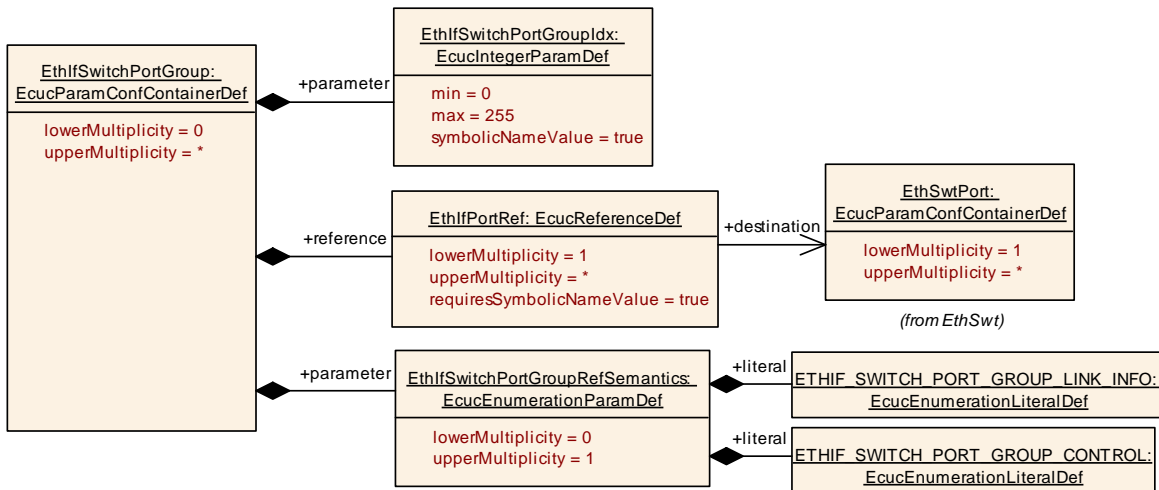 EthIfSwitchPortGroup:
EcucParamConfContainerDef
lowerMultiplicity = 0
upperMultiplicity = *
+parameter
EthIfSwitchPortGroupIdx:
EcucIntegerParamDef
min = 0
max = 255
symbolicNameValue = true
+reference
EthIfPortRef: EcucReferenceDef
lowerMultiplicity = 1
upperMultiplicity = *
requiresSymbolicNameValue = true
+destination
EthSwtPort:
EcucParamConfContainerDef
lowerMultiplicity = 1
upperMultiplicity = *
(from EthSwt)
+parameter
EthIfSwitchPortGroupRefSemantics:
EcucEnumerationParamDef
lowerMultiplicity = 0
upperMultiplicity = 1
+literal
ETHIF_SWITCH_PORT_GROUP_LINK_INFO:
EcucEnumerationLiteralDef
+literal
ETHIF_SWITCH_PORT_GROUP_CONTROL:
EcucEnumerationLiteralDef